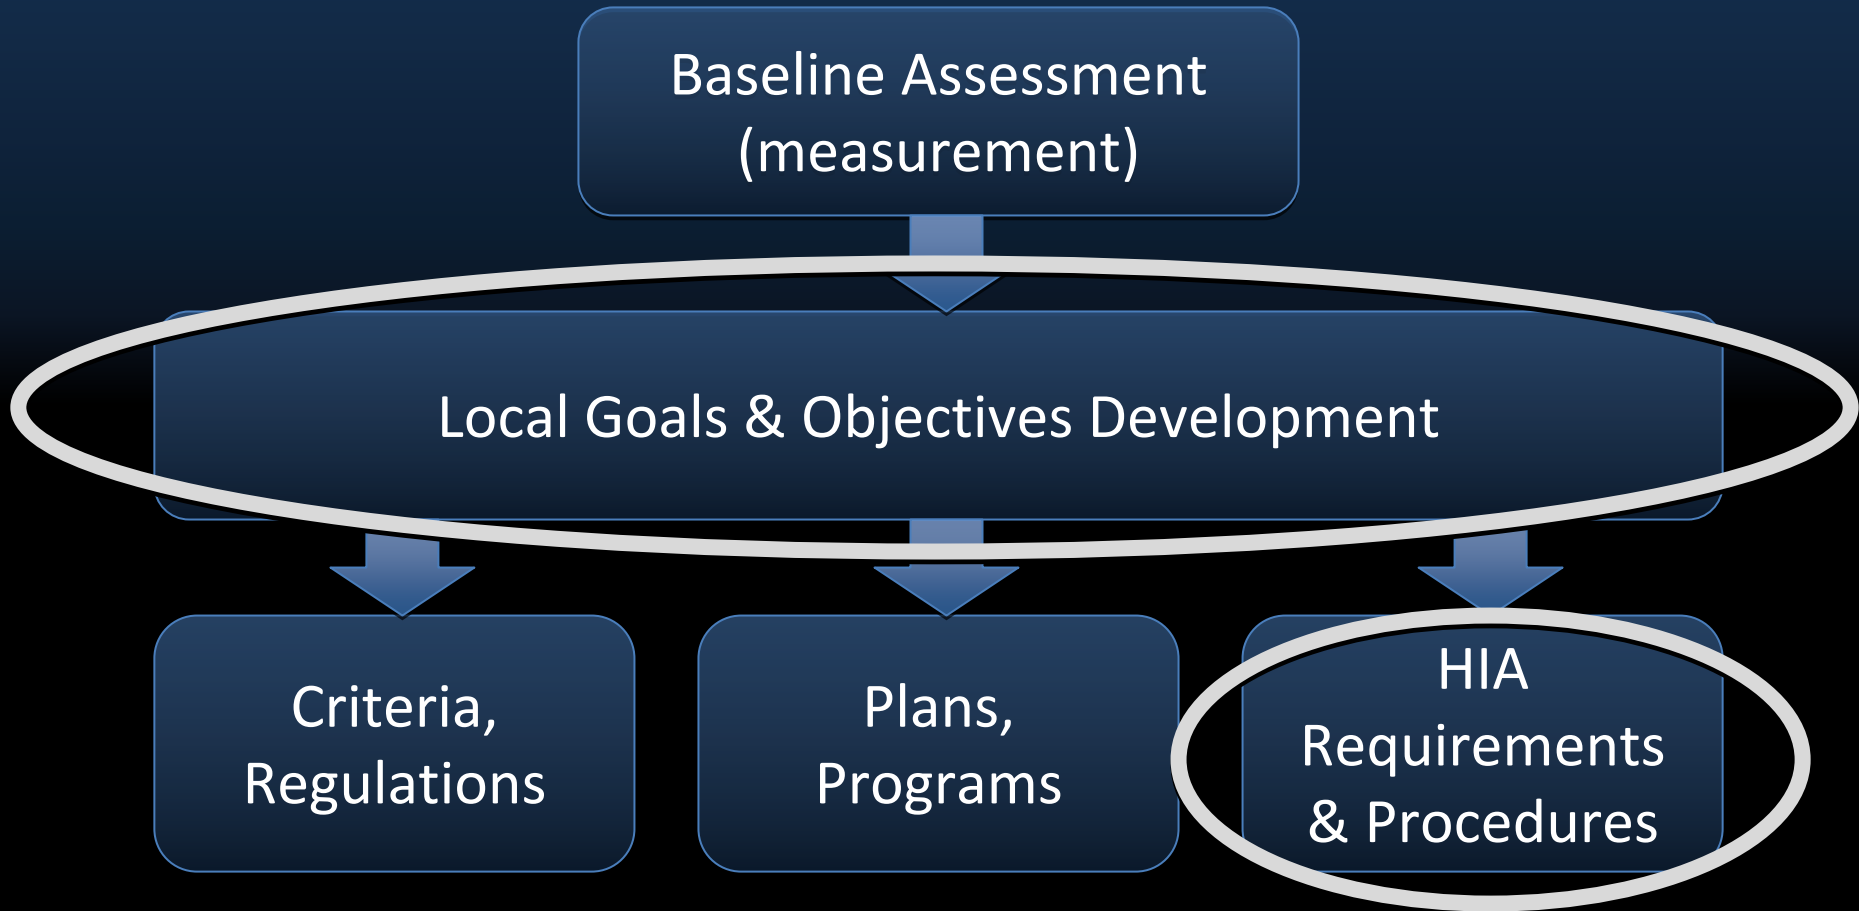 Baseline Assessment
(measurement)
Local Goals & Objectives Development
Criteria,
Regulations
Plans,
Programs
HIA
Requirements
& Procedures